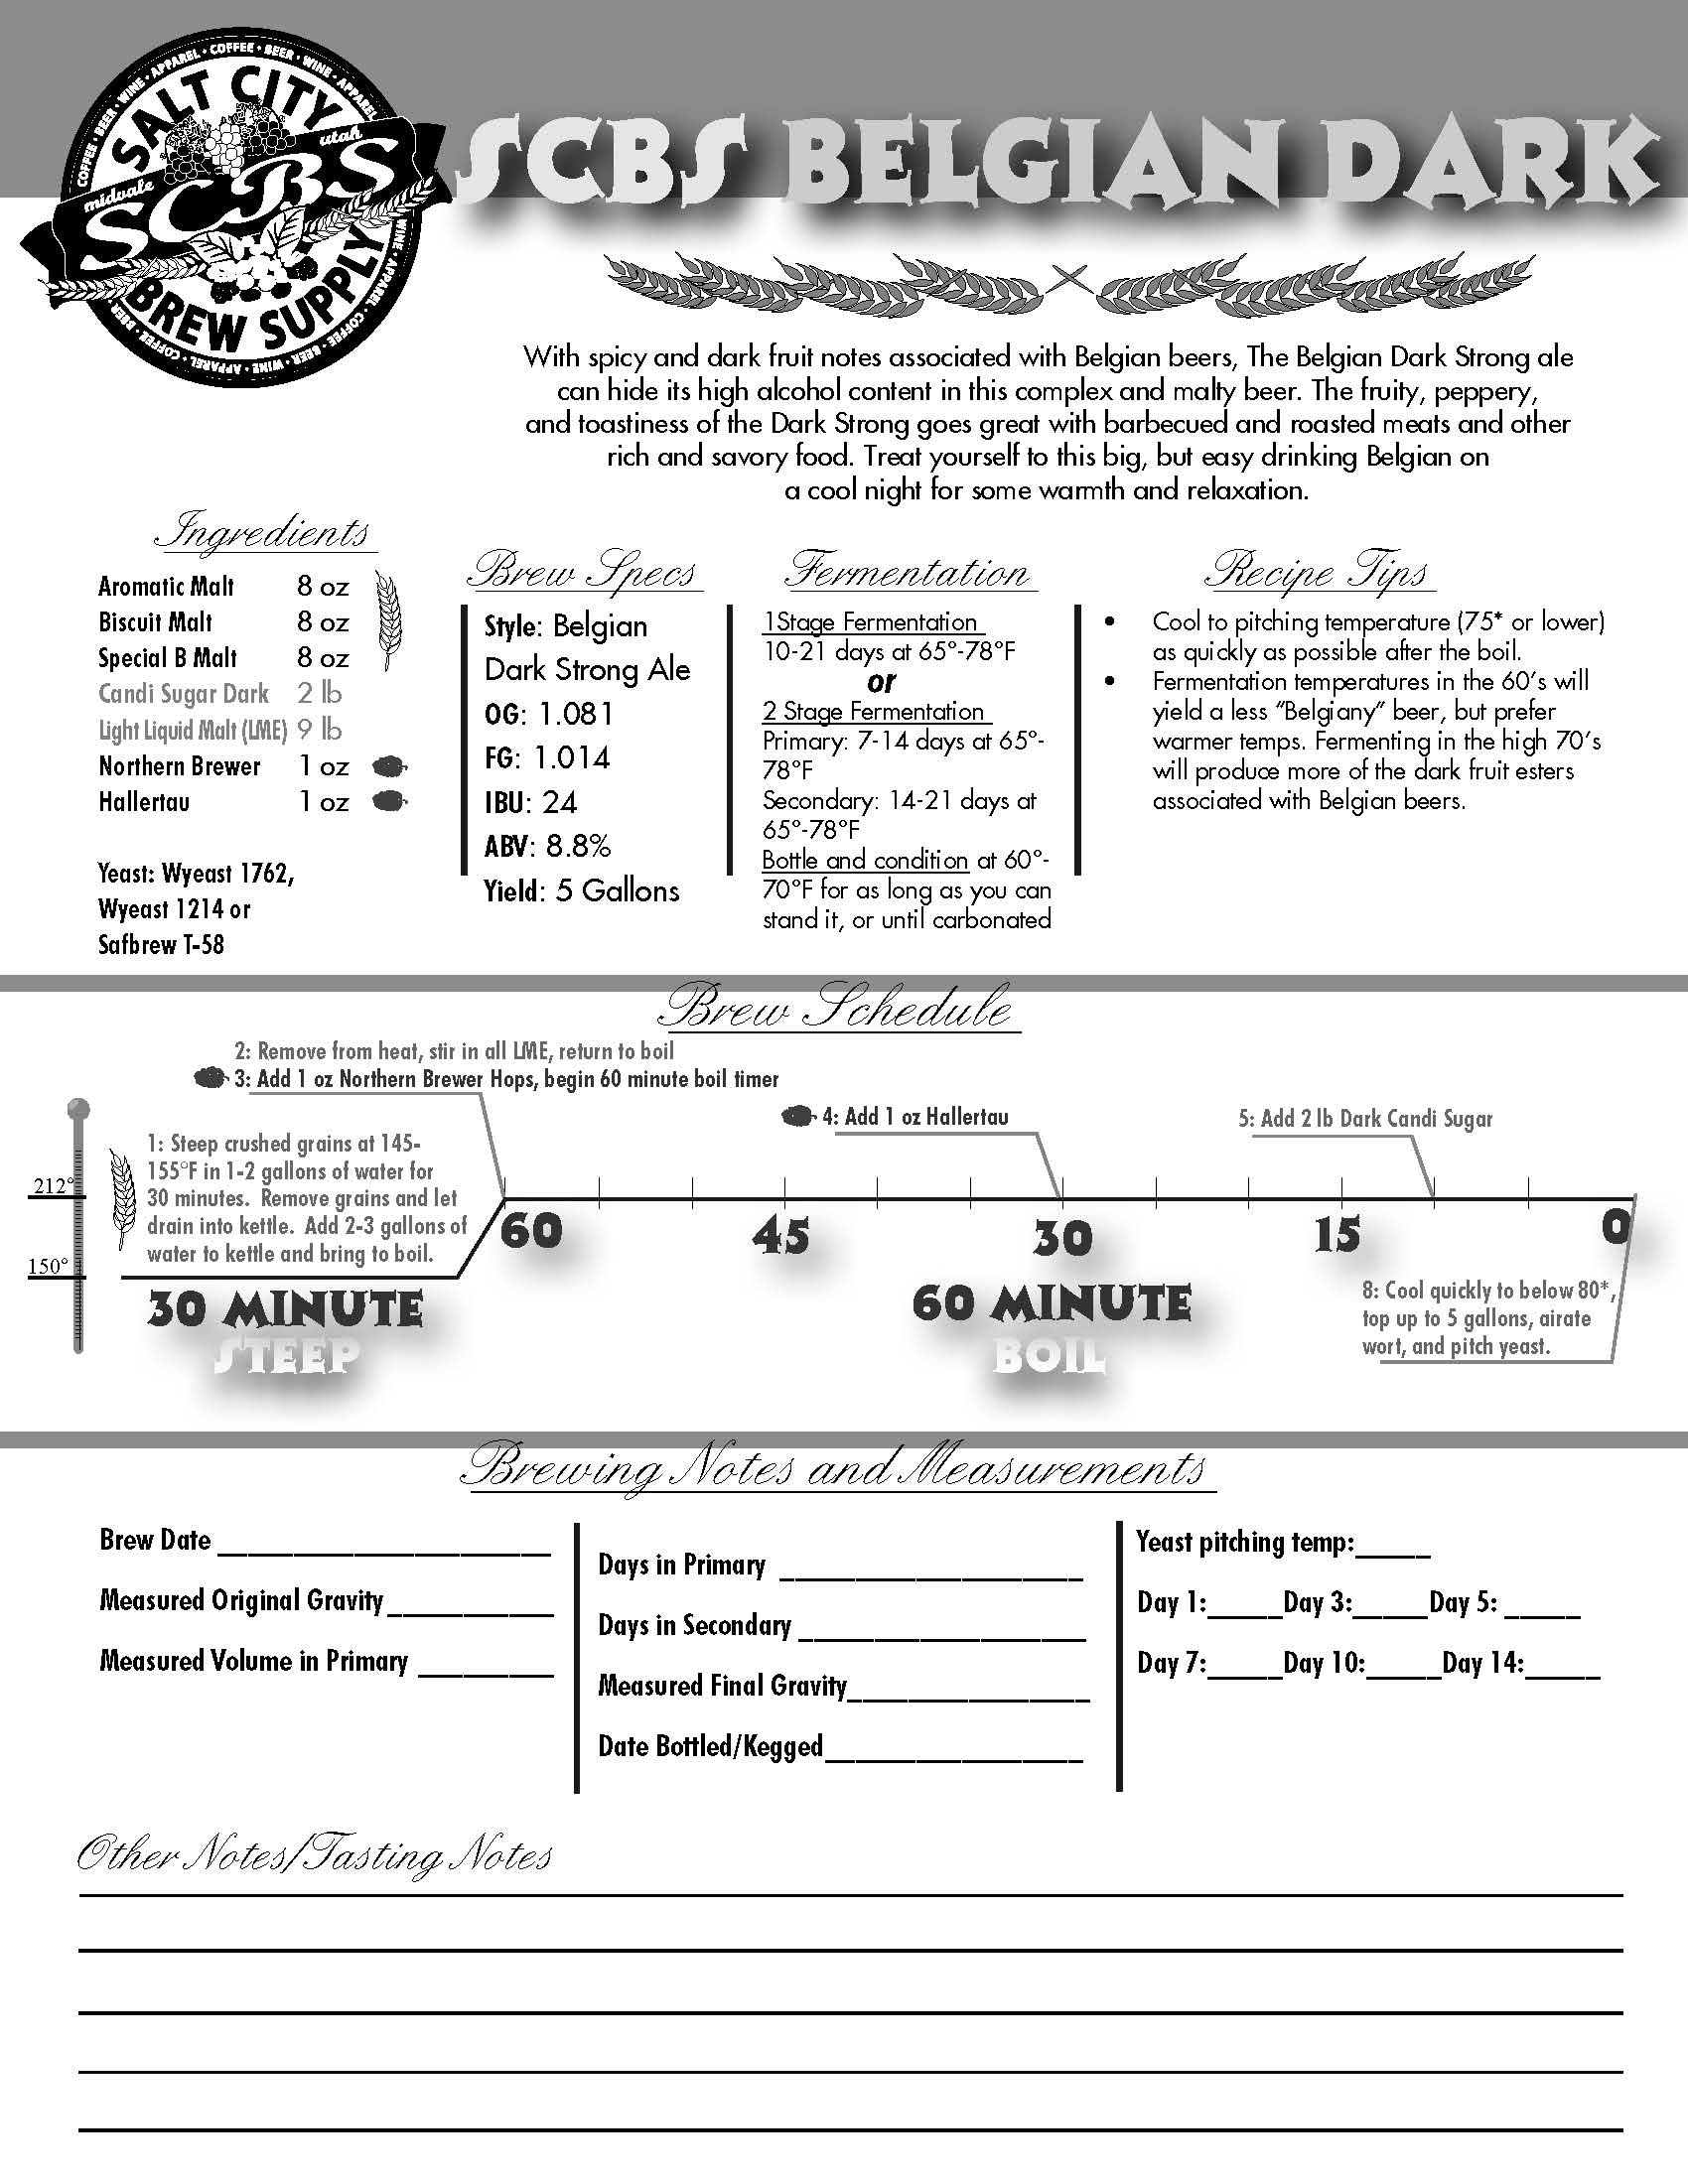 COFFEE • BEER • WINE • APPAREL • COFFEE • BEER • WINE • APPAREL
SALT CITY
midvale
utah
SCBS
BREW SUPPLY
WINE • APPAREL • COFFEE • BEER • WINE • APPAREL • COFFEE • BEER
SCBS BELGIAN DARK
With spicy and dark fruit notes associated with Belgian beers, The Belgian Dark Strong ale
can hide its high alcohol content in this complex and malty beer. The fruity, peppery,
and toastiness of the Dark Strong goes great with barbecued and roasted meats and other
rich and savory food. Treat yourself to this big, but easy drinking Belgian on
a cool night for some warmth and relaxation.
Ingredients
Aromatic Malt 8 oz
Biscuit Malt 8 oz
Special B Malt 8 oz
Candi Sugar Dark 2 lb
Light Liquid Malt (LME) 9 lb
Northern Brewer 1 oz
Hallertau 1 oz
Yeast: Wyeast 1762,
Wyeast 1214 or
Safbrew T-58
Brew Specs
Style: Belgian
Dark Strong Ale
OG: 1.081
FG: 1.014
IBU: 24
ABV: 8.8%
Yield: 5 Gallons
Fermentation
1Stage Fermentation
10-21 days at 65°-78°F
or
2 Stage Fermentation
Primary: 7-14 days at 65°-
78°F
Secondary: 14-21 days at
65°-78°F
Bottle and condition at 60°-
70°F for as long as you can
stand it, or until carbonated
Recipe Tips
• Cool to pitching temperature (75* or lower)
as quickly as possible after the boil.
• Fermentation temperatures in the 60's will
yield a less "Belgiany" beer, but prefer
warmer temps. Fermenting in the high 70's
will produce more of the dark fruit esters
associated with Belgian beers.
Brew Schedule
2: Remove from heat, stir in all LME, return to boil
3: Add 1 oz Northern Brewer Hops, begin 60 minute boil timer
4: Add 1 oz Hallertau
5: Add 2 lb Dark Candi Sugar
1: Steep crushed grains at 145-
155°F in 1-2 gallons of water for
30 minutes. Remove grains and let
drain into kettle. Add 2-3 gallons of
water to kettle and bring to boil.
212°
150°
60 45 30 15 0
30 MINUTE
STEEP
60 MINUTE
BOIL
8: Cool quickly to below 80*,
top up to 5 gallons, airate
wort, and pitch yeast.
Brewing Notes and Measurements
Brew Date ______________________
Measured Original Gravity ___________
Measured Volume in Primary _________
Days in Primary ____________________
Days in Secondary ___________________
Measured Final Gravity________________
Date Bottled/Kegged_________________
Yeast pitching temp:_____
Day 1:_____Day 3:_____Day 5: _____
Day 7:_____Day 10:_____Day 14:_____
Other Notes/Tasting Notes